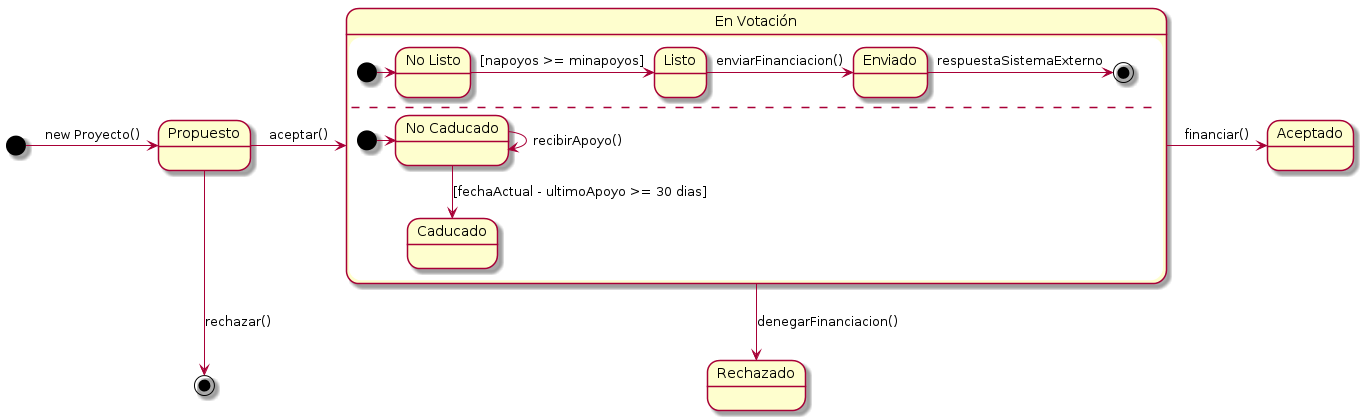 En Votación
No Listo
[napoyos >= minapoyos]
Listo
enviarFinanciacion()
Enviado
respuestaSistemaExterno
new Proyecto()
Propuesto
aceptar()
No Caducado
recibirApoyo()
financiar()
Aceptado
[fechaActual - ultimoApoyo >= 30 dias]
Caducado
rechazar()
denegarFinanciacion()
Rechazado